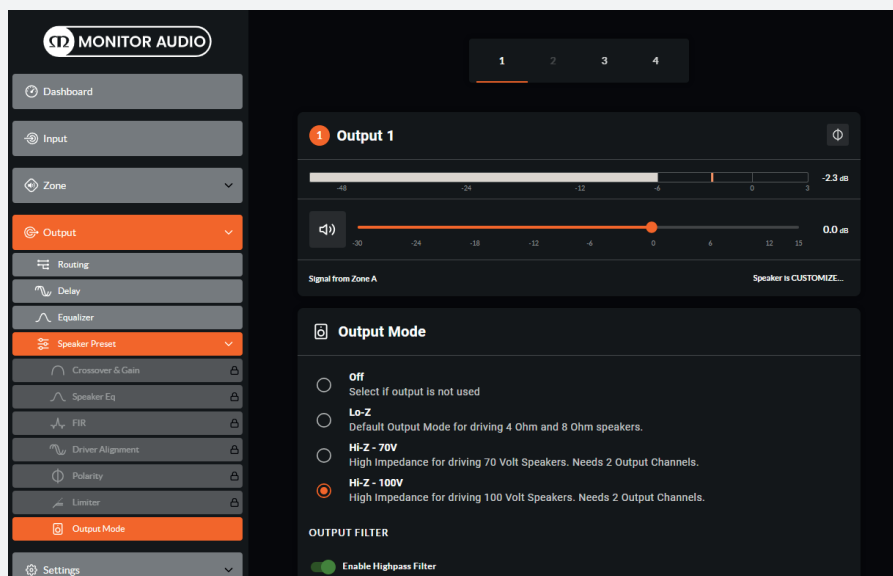 MONITOR AUDIO
Dashboard
Input
Zone
Output
Routing
Delay
Equalizer
Speaker Preset
Crossover & Gain
Speaker Eq
FIR
Driver Alignment
Polarity
Limiter
Output Mode
Settings
1 2 3 4
1 Output 1
-2.3 dB
-48 -24 -12 -6 0 3
0.0 dB
-30 -24 -18 -12 -6 0 6 12 15
Signal from Zone A Speaker is CUSTOMIZE...
Output Mode
Off
Select if output is not used
Lo-Z
Default Output Mode for driving 4 Ohm and 8 Ohm speakers.
Hi-Z - 70V
High Impedance for driving 70 Volt Speakers. Needs 2 Output Channels.
Hi-Z - 100V
High Impedance for driving 100 Volt Speakers. Needs 2 Output Channels.
OUTPUT FILTER
Enable Highpass Filter